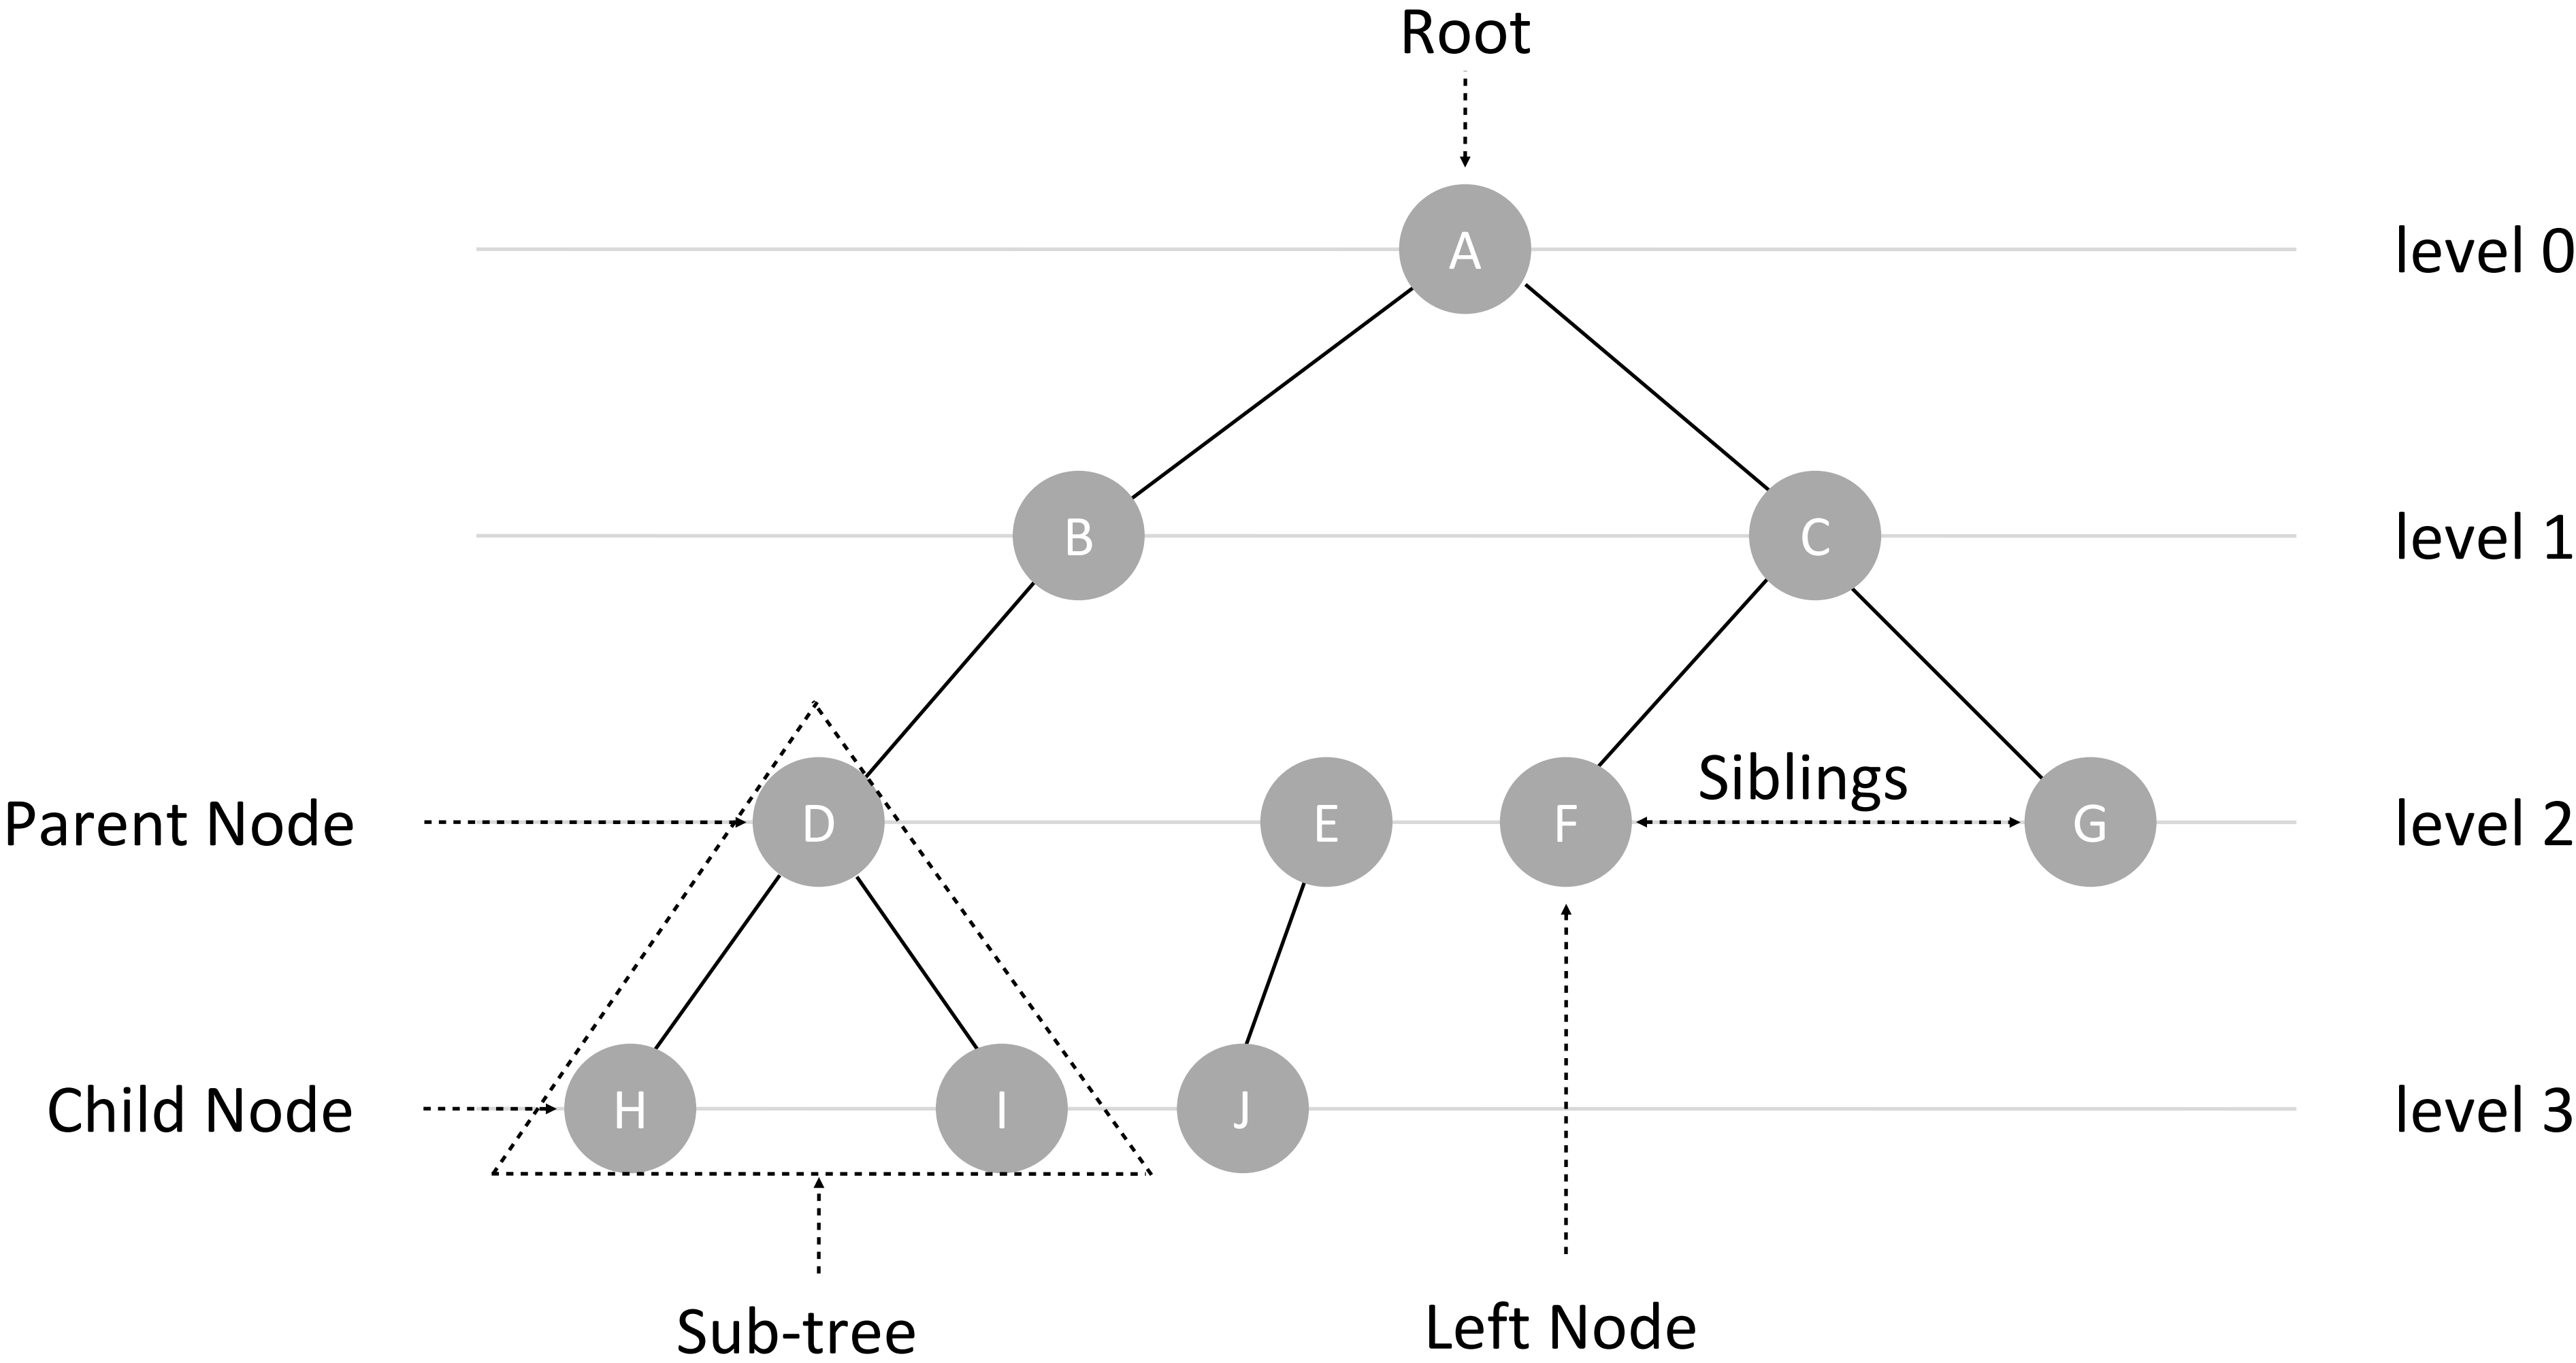 Root
A
level 0
B
C
level 1
Siblings
Parent Node
D
E
F
G
level 2
Child Node
H
I
J
level 3
Sub-tree
Left Node